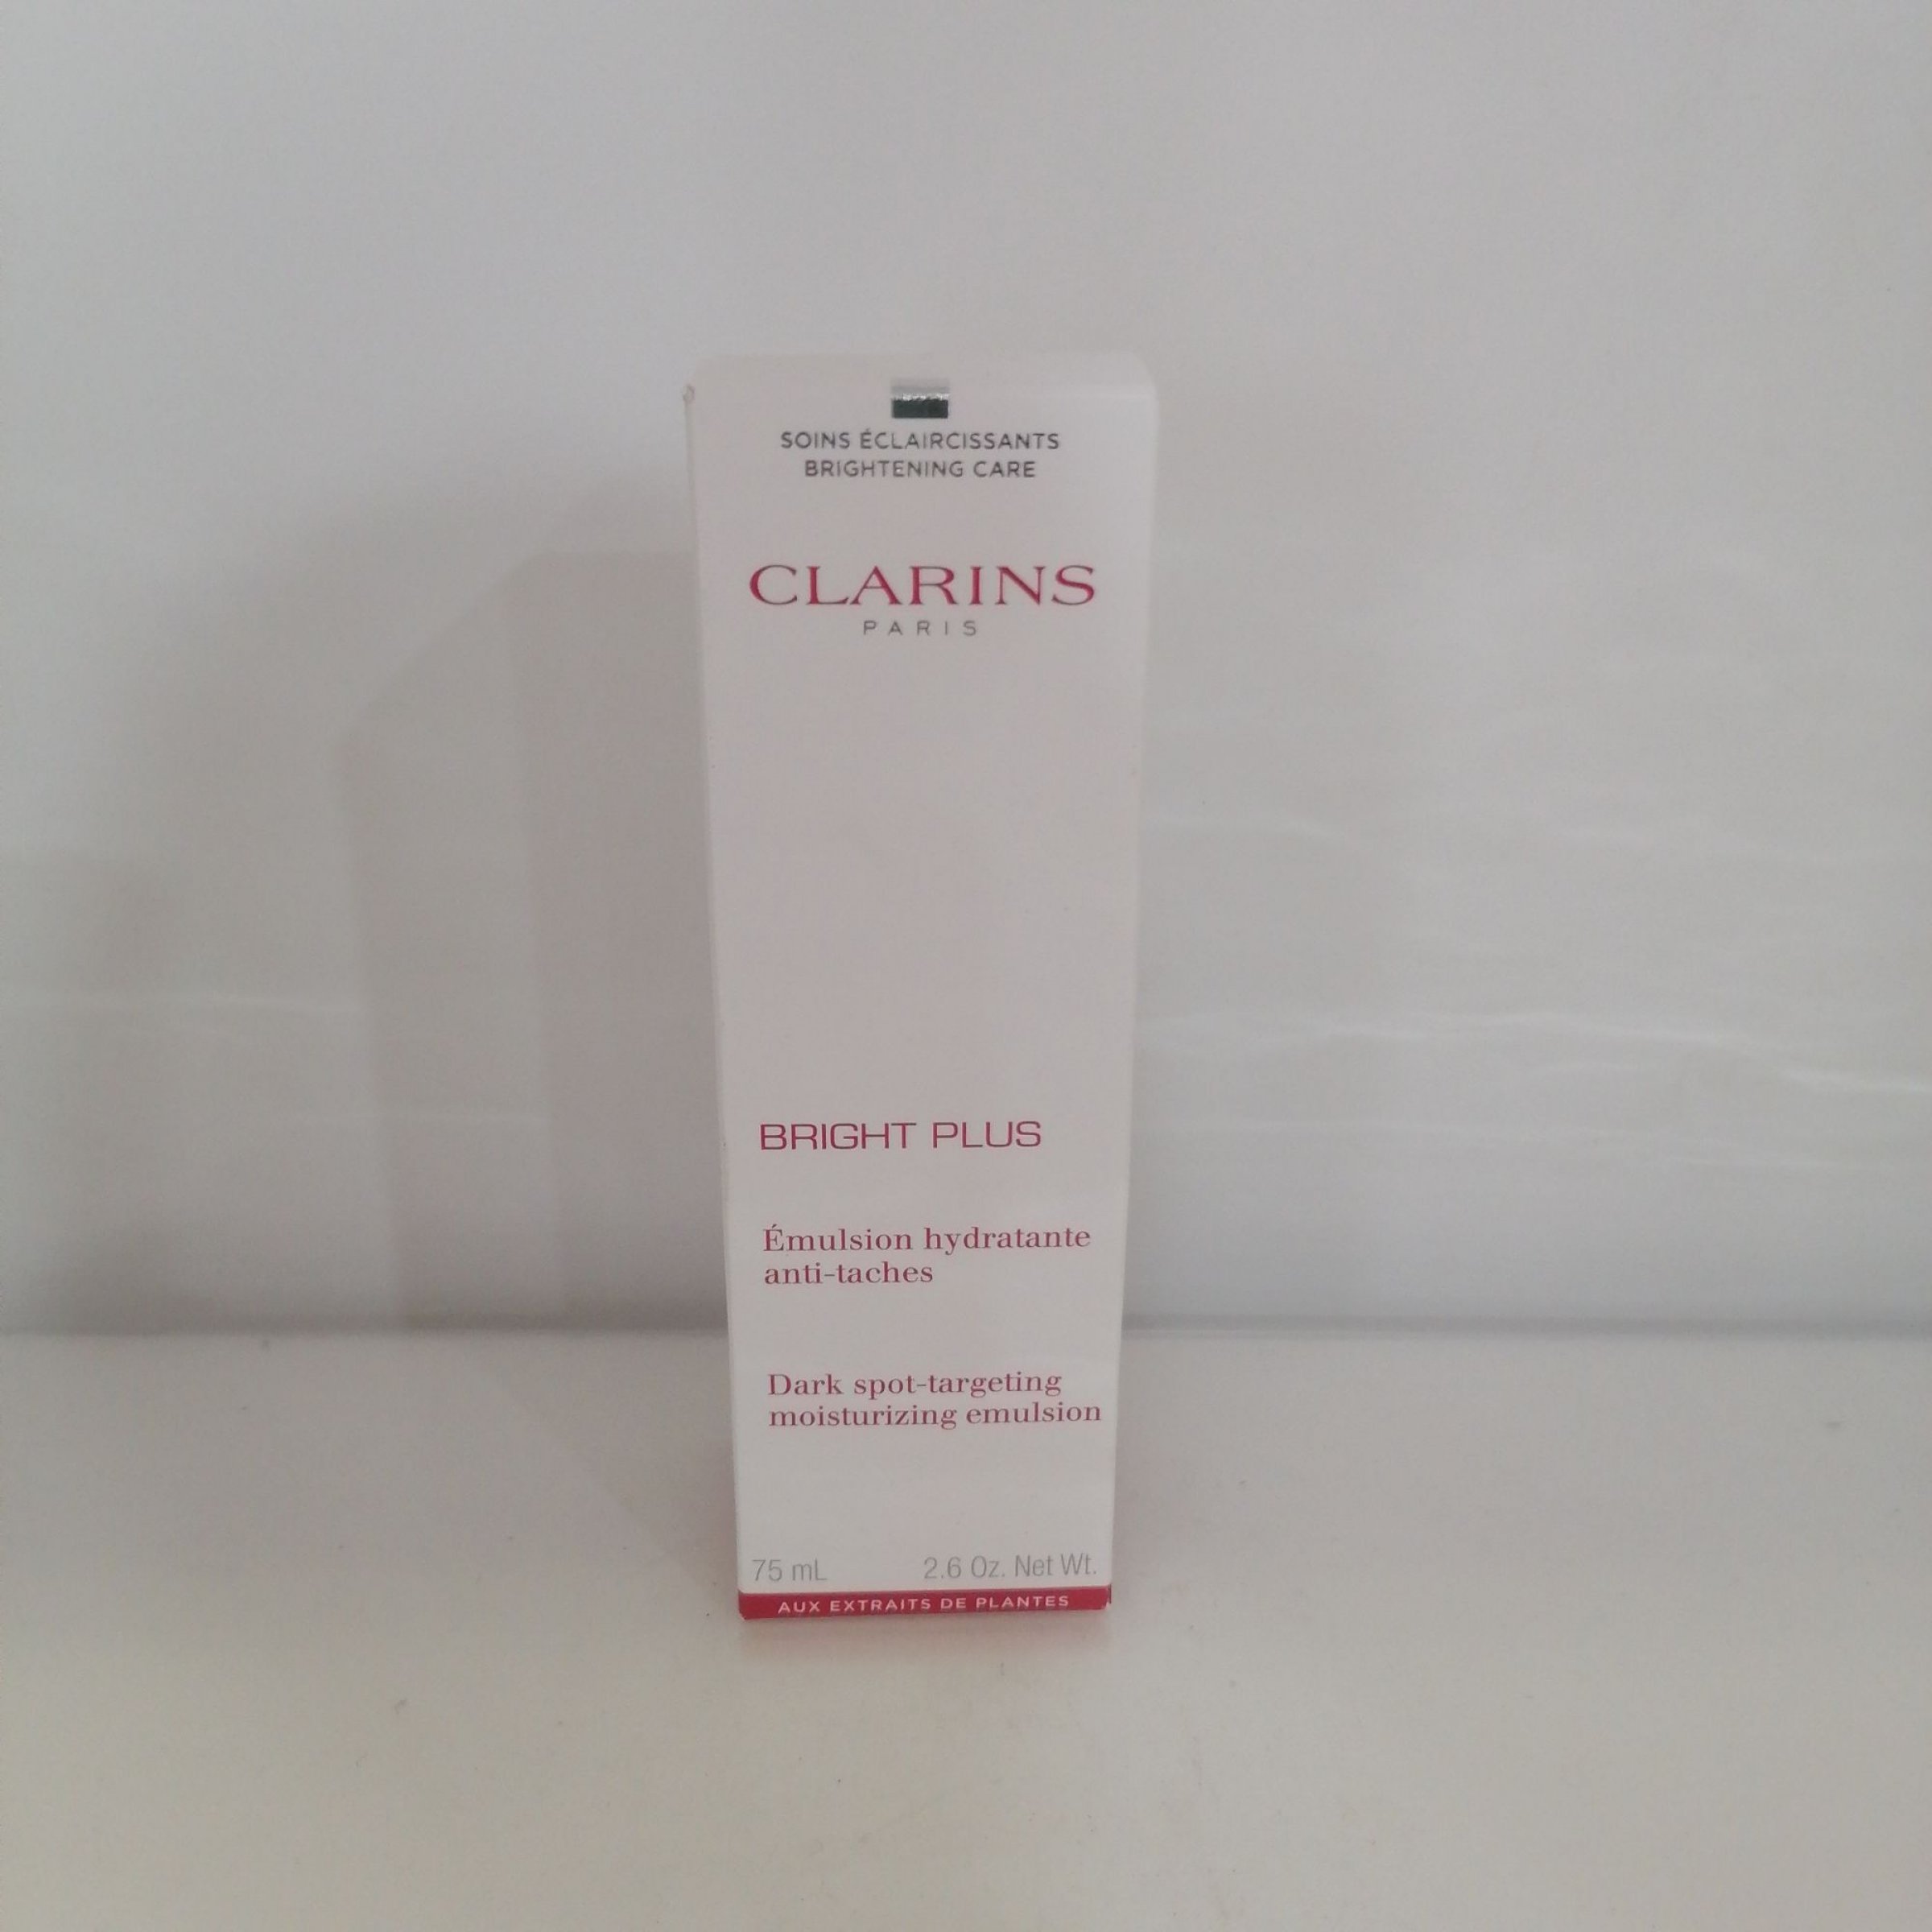 SOINS ÉCLAIRCISSANTS
BRIGHTENING CARE
CLARINS
PARIS
BRIGHT PLUS
Émulsion hydratante
anti-taches
Dark spot-targeting
moisturizing emulsion
75 mL 2.6 Oz. Net Wt.
AUX EXTRAITS DE PLANTES